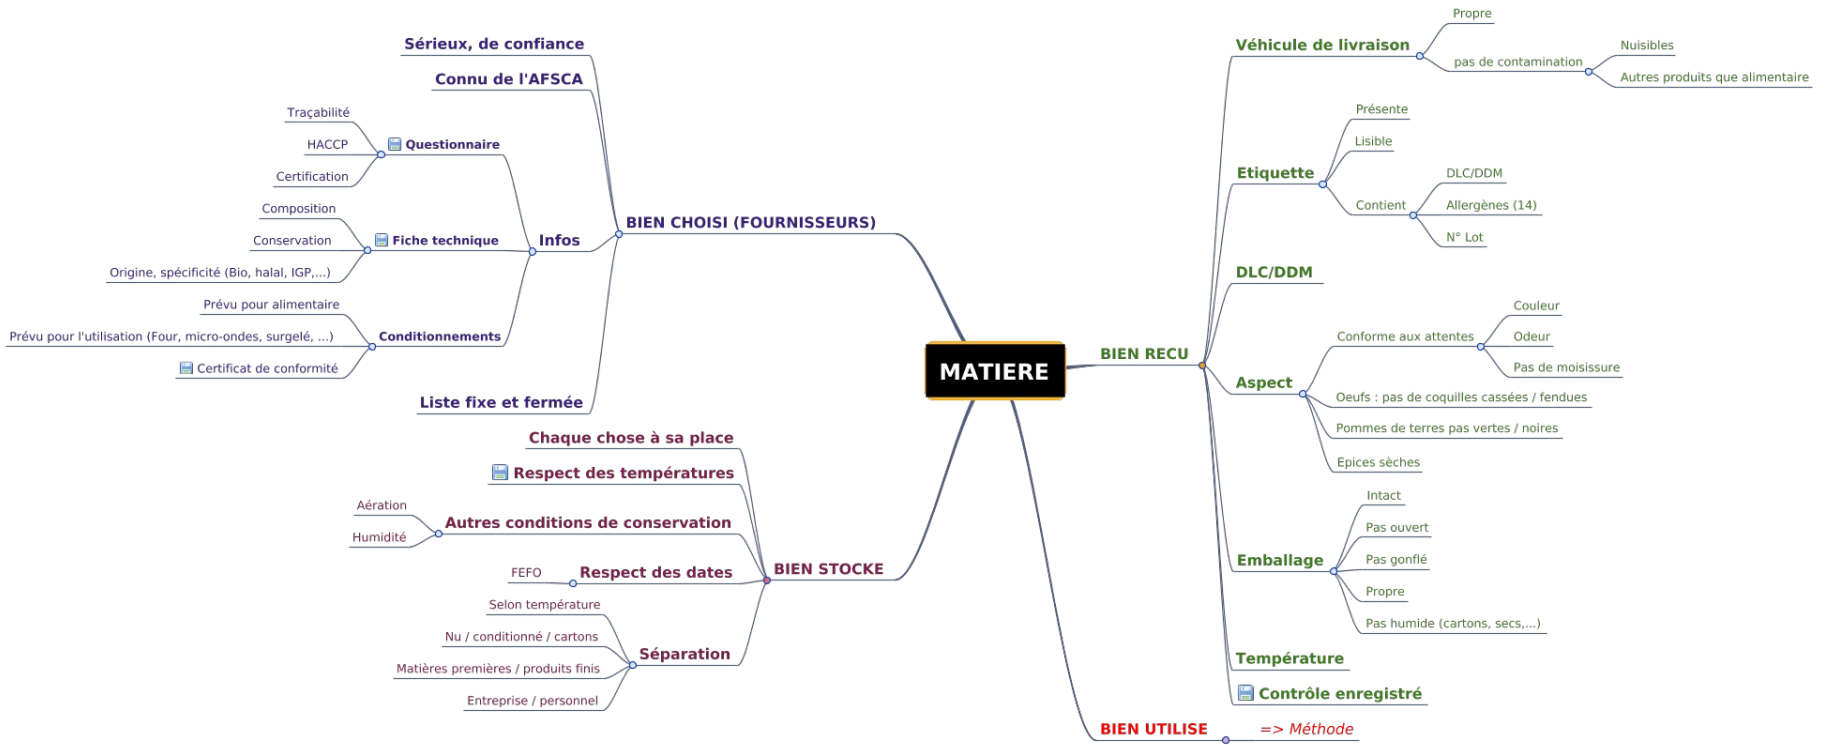 MATIERE
BIEN CHOISI (FOURNISSEURS)
Sérieux, de confiance
Connu de l'AFSCA
Infos
Questionnaire
Traçabilité
HACCP
Certification
Fiche technique
Composition
Conservation
Origine, spécificité (Bio, halal, IGP,...)
Conditionnements
Prévu pour alimentaire
Prévu pour l'utilisation (Four, micro-ondes, surgelé, ...)
Certificat de conformité
Liste fixe et fermée
BIEN STOCKE
Chaque chose à sa place
Respect des températures
Autres conditions de conservation
Aération
Humidité
Respect des dates
FEFO
Séparation
Selon température
Nu / conditionné / cartons
Matières premières / produits finis
Entreprise / personnel
BIEN RECU
Véhicule de livraison
Propre
pas de contamination
Nuisibles
Autres produits que alimentaire
Etiquette
Présente
Lisible
Contient
DLC/DDM
Allergènes (14)
N° Lot
DLC/DDM
Aspect
Conforme aux attentes
Couleur
Odeur
Pas de moisissure
Oeufs : pas de coquilles cassées / fendues
Pommes de terres pas vertes / noires
Epices sèches
Emballage
Intact
Pas ouvert
Pas gonflé
Propre
Pas humide (cartons, secs,...)
Température
Contrôle enregistré
BIEN UTILISE
=> Méthode